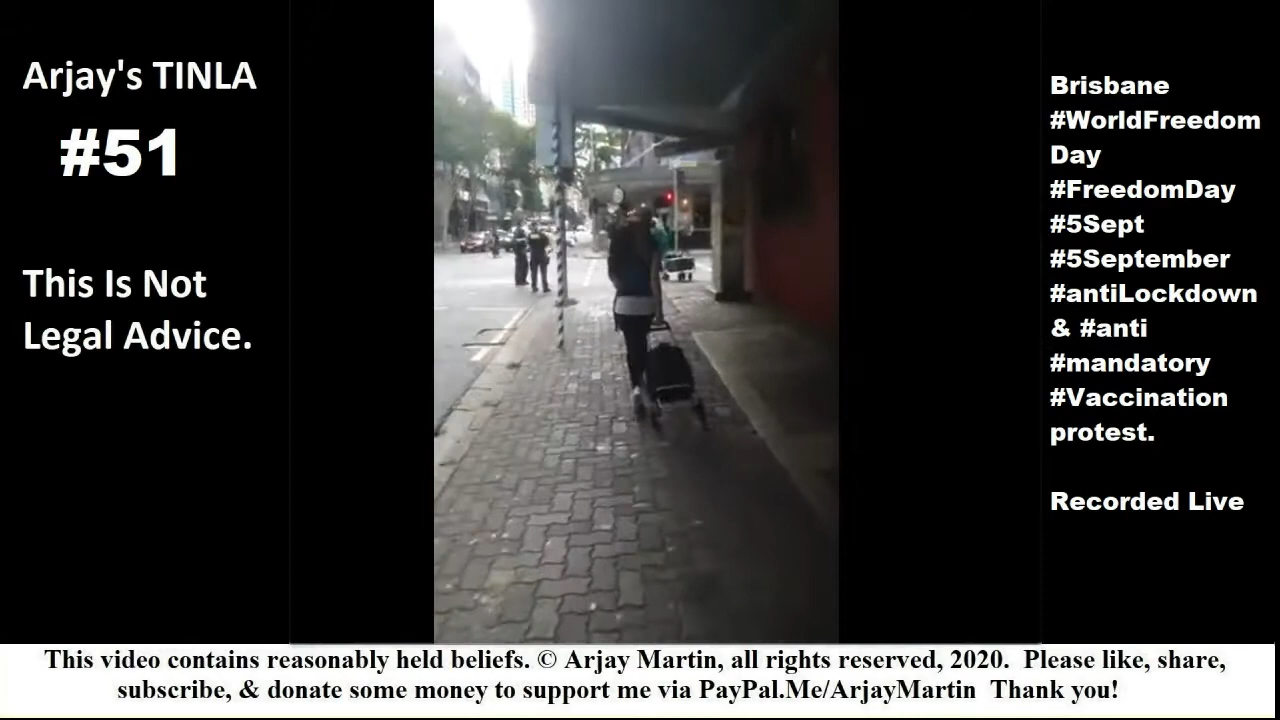 Arjay's TINLA
#51
This Is Not
Legal Advice.
Brisbane
#WorldFreedom
Day
#FreedomDay
#5Sept
#5September
#antiLockdown
& #anti
#mandatory
#Vaccination
protest.
Recorded Live
This video contains reasonably held beliefs. © Arjay Martin, all rights reserved, 2020.  Please like, share,
subscribe, & donate some money to support me via PayPal.Me/ArjayMartin  Thank you!